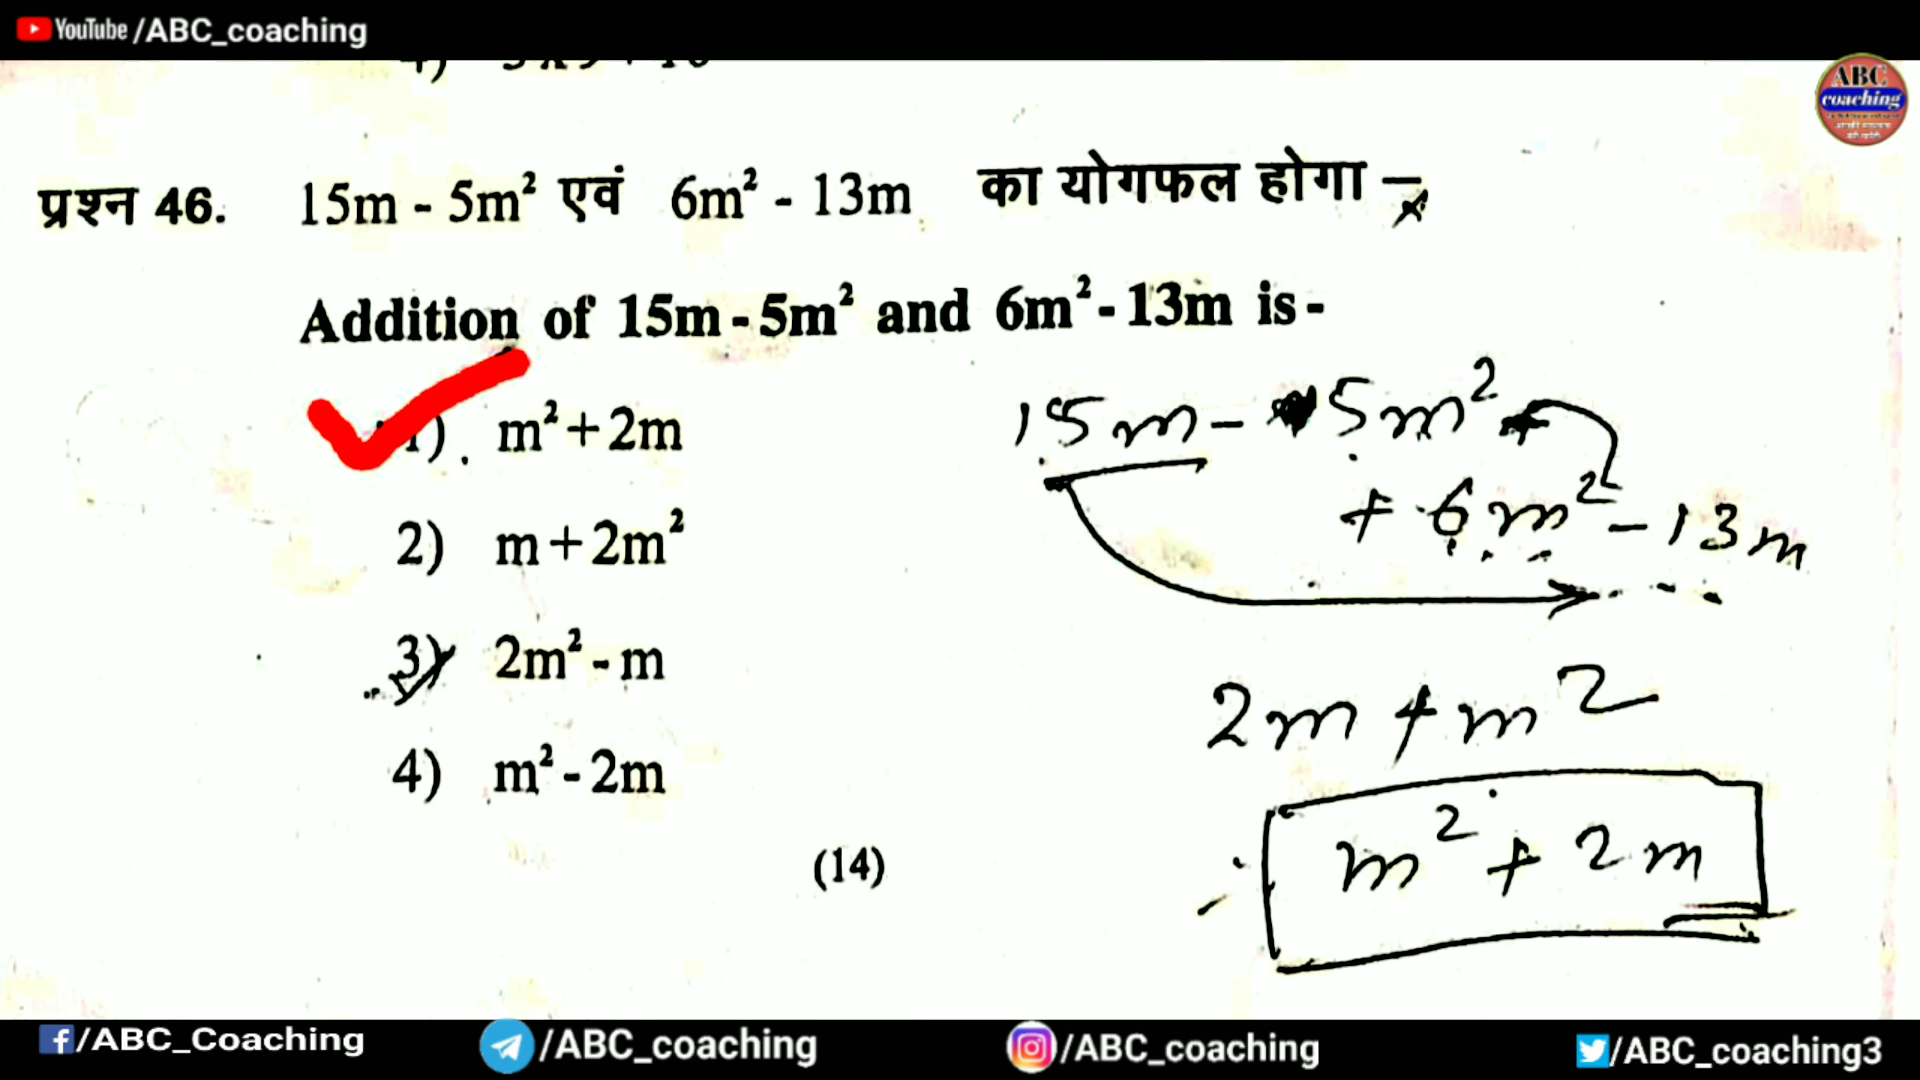 YouTube /ABC_coaching
ABC
coaching
प्रश्न 46. 15m - 5m² एवं 6m² - 13m का योगफल होगा –
Addition of 15m - 5m² and 6m² - 13m is -
1) m² + 2m
2) m + 2m²
3) 2m² - m
4) m² - 2m
(14)
15m - 5m² +
+ 6m² - 13m
2m + m²
m² + 2m
/ABC_Coaching
/ABC_coaching
/ABC_coaching
/ABC_coaching3